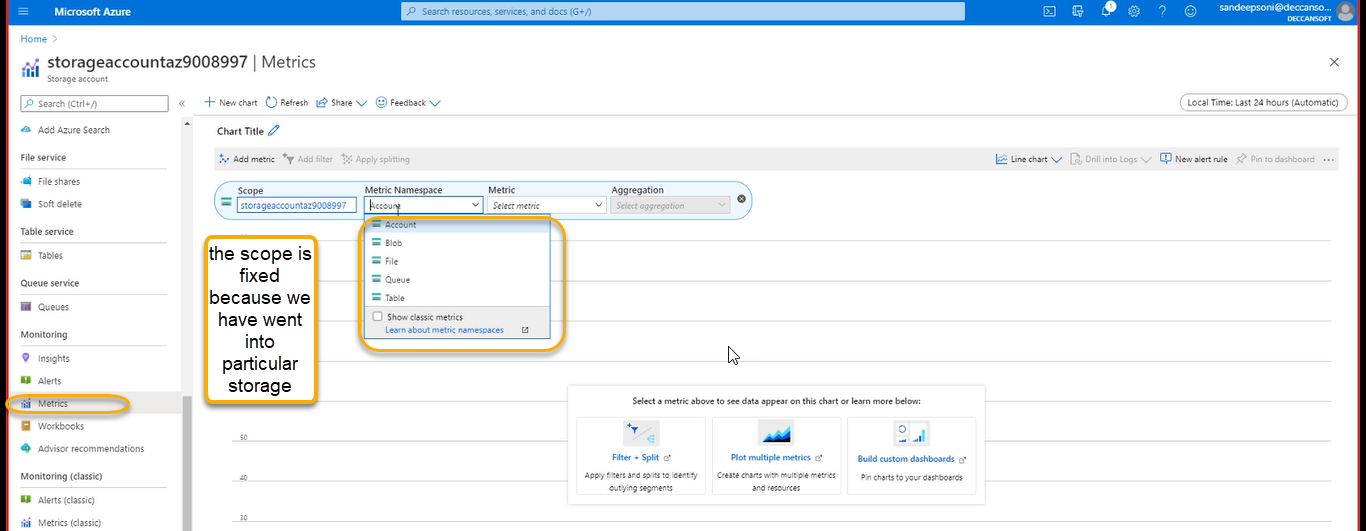 Microsoft Azure
Search resources, services, and docs (G+/)
1
sandeepsoni@deccanso...
DECCANSOFT
Home >
storageaccountaz9008997 | Metrics
Storage account
Search (Ctrl+/)
«
New chart
Refresh
Share
Feedback
Local Time: Last 24 hours (Automatic)
Add Azure Search
File service
File shares
Soft delete
Table service
Tables
Queue service
Queues
Monitoring
Insights
Alerts
Metrics
Workbooks
Advisor recommendations
Monitoring (classic)
Alerts (classic)
Metrics (classic)
Chart Title
Add metric
Add filter
Apply splitting
Line chart
Drill into Logs
New alert rule
Pin to dashboard
...
Scope
Metric Namespace
Metric
Aggregation
storageaccountaz9008997
Account
Select metric
Select aggregation
Account
Blob
File
Queue
Table
Show classic metrics
Learn about metric namespaces
the scope is
fixed
because we
have went
into
particular
storage
50
40
30
Select a metric above to see data appear on this chart or learn more below:
Filter + Split
Apply filters and splits to identify
outlying segments
Plot multiple metrics
Create charts with multiple metrics
and resources
Build custom dashboards
Pin charts to your dashboards